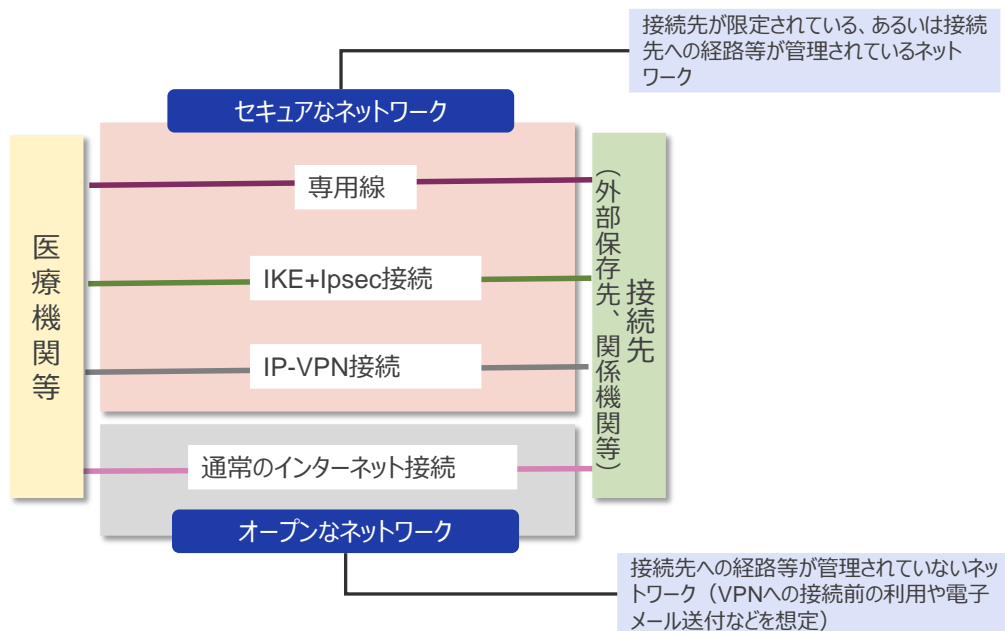 接続先が限定されている、あるいは接続
先への経路等が管理されているネット
ワーク
セキュアなネットワーク
医療機関等
専用線
IKE+Ipsec接続
IP-VPN接続
通常のインターネット接続
接続先
（外部保存先、関係機関等）
オープンなネットワーク
接続先への経路等が管理されていないネッ
トワーク（VPNへの接続前の利用や電子
メール送付などを想定）